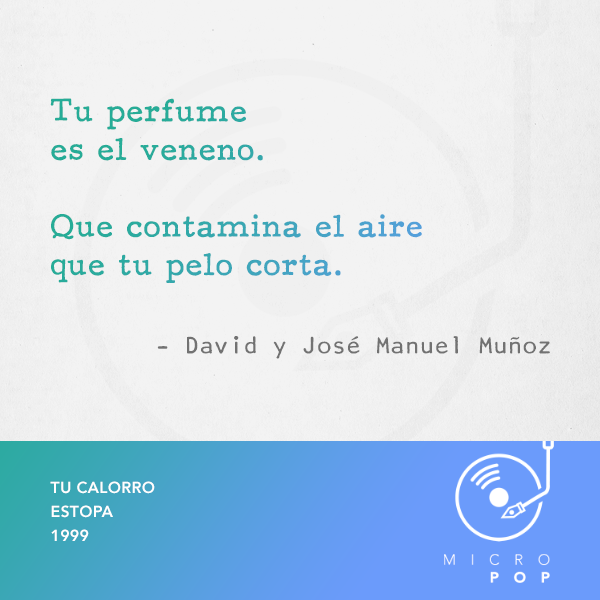 Tu perfume
es el veneno.
Que contamina el aire
que tu pelo corta.
– David y José Manuel Muñoz
TU CALORRO
ESTOPA
1999
MICRO
POP